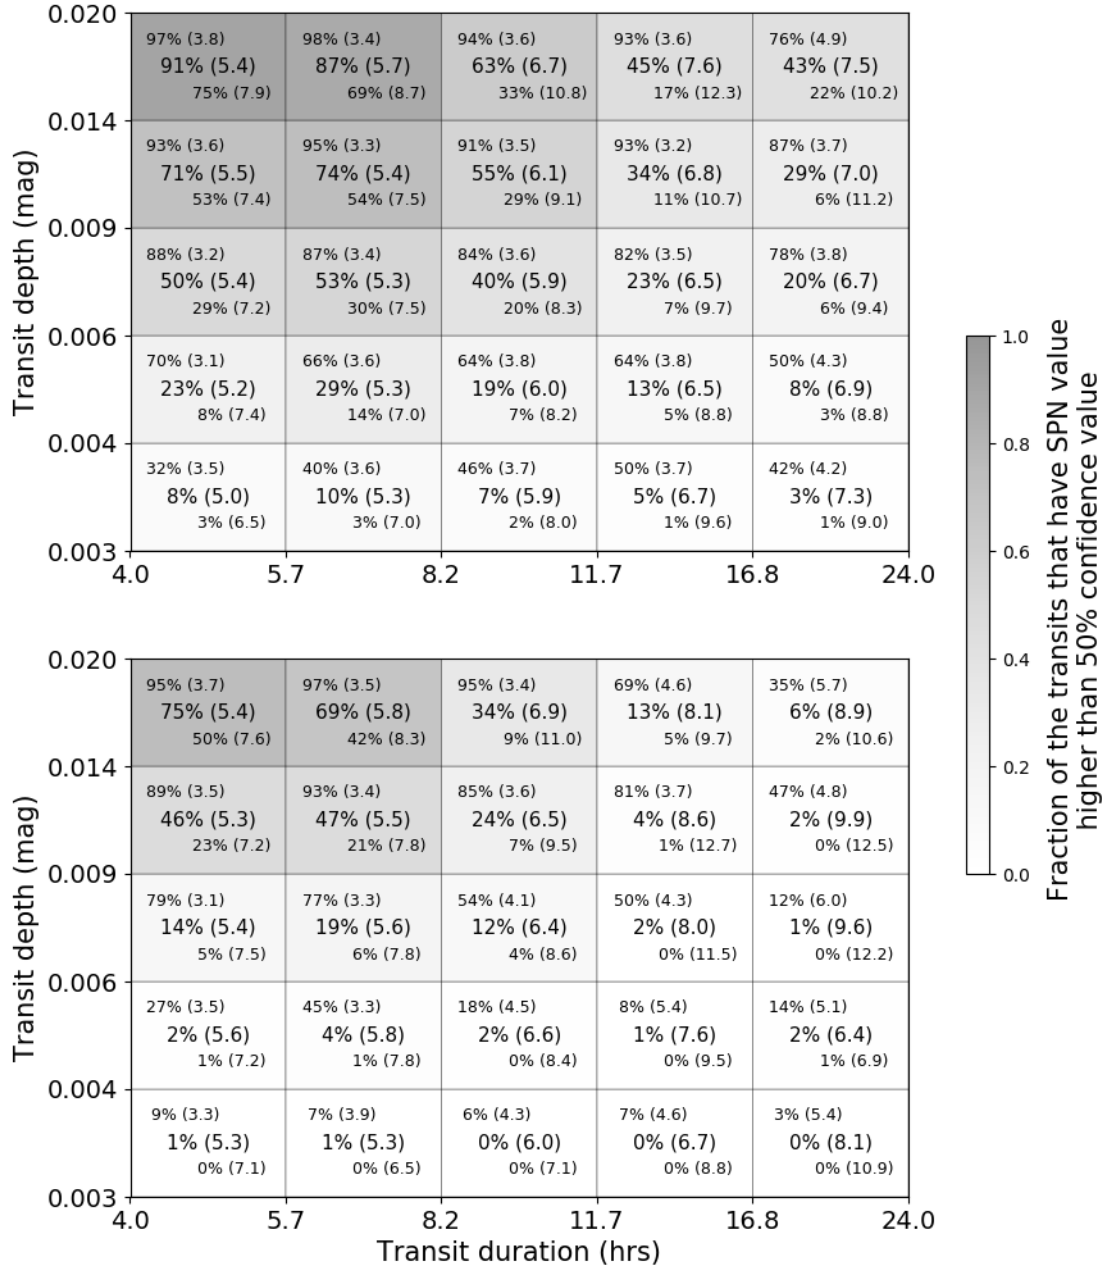 0.020
97% (3.8) 98% (3.4) 94% (3.6) 93% (3.6) 76% (4.9)
91% (5.4) 87% (5.7) 63% (6.7) 45% (7.6) 43% (7.5)
75% (7.9) 69% (8.7) 33% (10.8) 17% (12.3) 22% (10.2)
0.014
93% (3.6) 95% (3.3) 91% (3.5) 93% (3.2) 87% (3.7)
71% (5.5) 74% (5.4) 55% (6.1) 34% (6.8) 29% (7.0)
53% (7.4) 54% (7.5) 29% (9.1) 11% (10.7) 6% (11.2)
0.009
88% (3.2) 87% (3.4) 84% (3.6) 82% (3.5) 78% (3.8)
50% (5.4) 53% (5.3) 40% (5.9) 23% (6.5) 20% (6.7)
29% (7.2) 30% (7.5) 20% (8.3) 7% (9.7) 6% (9.4)
0.006
70% (3.1) 66% (3.6) 64% (3.8) 64% (3.8) 50% (4.3)
23% (5.2) 29% (5.3) 19% (6.0) 13% (6.5) 8% (6.9)
8% (7.4) 14% (7.0) 7% (8.2) 5% (8.8) 3% (8.8)
0.004
32% (3.5) 40% (3.6) 46% (3.7) 50% (3.7) 42% (4.2)
8% (5.0) 10% (5.3) 7% (5.9) 5% (6.7) 3% (7.3)
3% (6.5) 3% (7.0) 2% (8.0) 1% (9.6) 1% (9.0)
0.003
4.0 5.7 8.2 11.7 16.8 24.0
Transit depth (mag)
0.020
95% (3.7) 97% (3.5) 95% (3.4) 69% (4.6) 35% (5.7)
75% (5.4) 69% (5.8) 34% (6.9) 13% (8.1) 6% (8.9)
50% (7.6) 42% (8.3) 9% (11.0) 5% (9.7) 2% (10.6)
0.014
89% (3.5) 93% (3.4) 85% (3.6) 81% (3.7) 47% (4.8)
46% (5.3) 47% (5.5) 24% (6.5) 4% (8.6) 2% (9.9)
23% (7.2) 21% (7.8) 7% (9.5) 1% (12.7) 0% (12.5)
0.009
79% (3.1) 77% (3.3) 54% (4.1) 50% (4.3) 12% (6.0)
14% (5.4) 19% (5.6) 12% (6.4) 2% (8.0) 1% (9.6)
5% (7.5) 6% (7.8) 4% (8.6) 0% (11.5) 0% (12.2)
0.006
27% (3.5) 45% (3.3) 18% (4.5) 8% (5.4) 14% (5.1)
2% (5.6) 4% (5.8) 2% (6.6) 1% (7.6) 2% (6.4)
1% (7.2) 1% (7.8) 0% (8.4) 0% (9.5) 1% (6.9)
0.004
9% (3.3) 7% (3.9) 6% (4.3) 7% (4.6) 3% (5.4)
1% (5.3) 1% (5.3) 0% (6.0) 0% (6.7) 0% (8.1)
0% (7.1) 0% (6.5) 0% (7.1) 0% (8.8) 0% (10.9)
0.003
4.0 5.7 8.2 11.7 16.8 24.0
Transit depth (mag)
Transit duration (hrs)
1.0
0.8
0.6
0.4
0.2
0.0
Fraction of the transits that have SPN value
higher than 50% confidence value